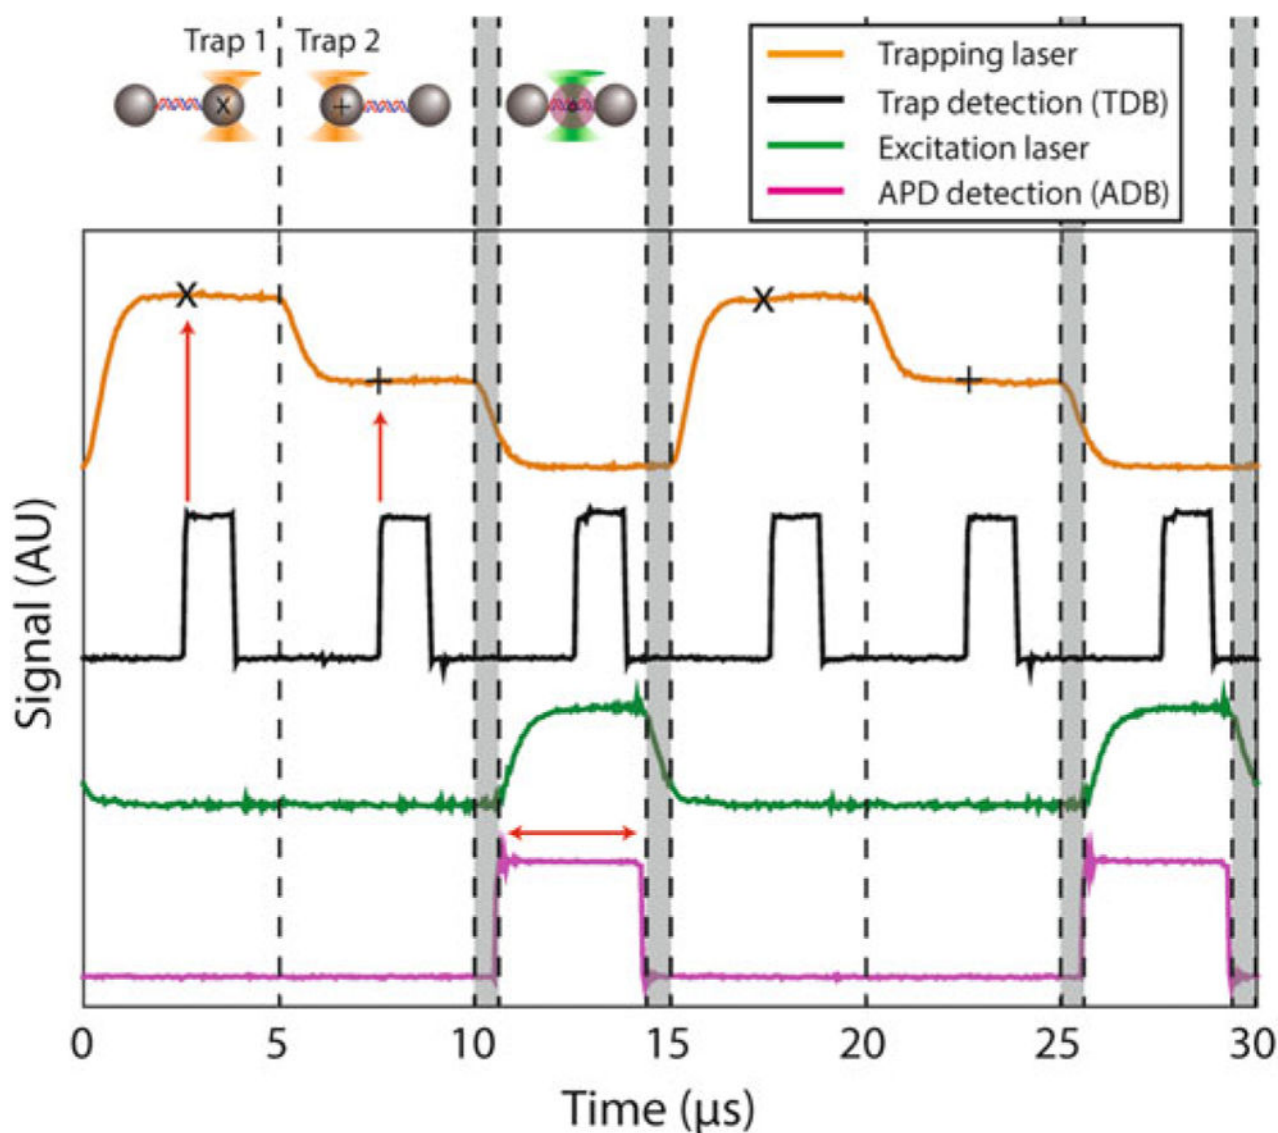 Trap 1 Trap 2
Trapping laser
Trap detection (TDB)
Excitation laser
APD detection (ADB)
x
+
X
+
X
+
Signal (AU)
0 5 10 15 20 25 30
Time (μs)